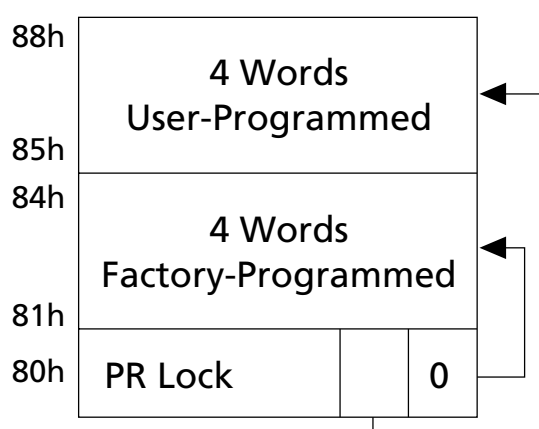 88h
4 Words
User-Programmed
85h
84h
4 Words
Factory-Programmed
81h
80h PR Lock 0